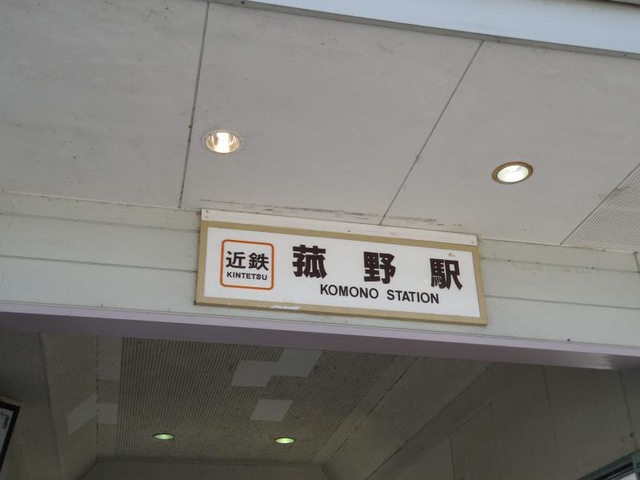 近鉄
KINTETSU
菰野駅
KOMONO STATION